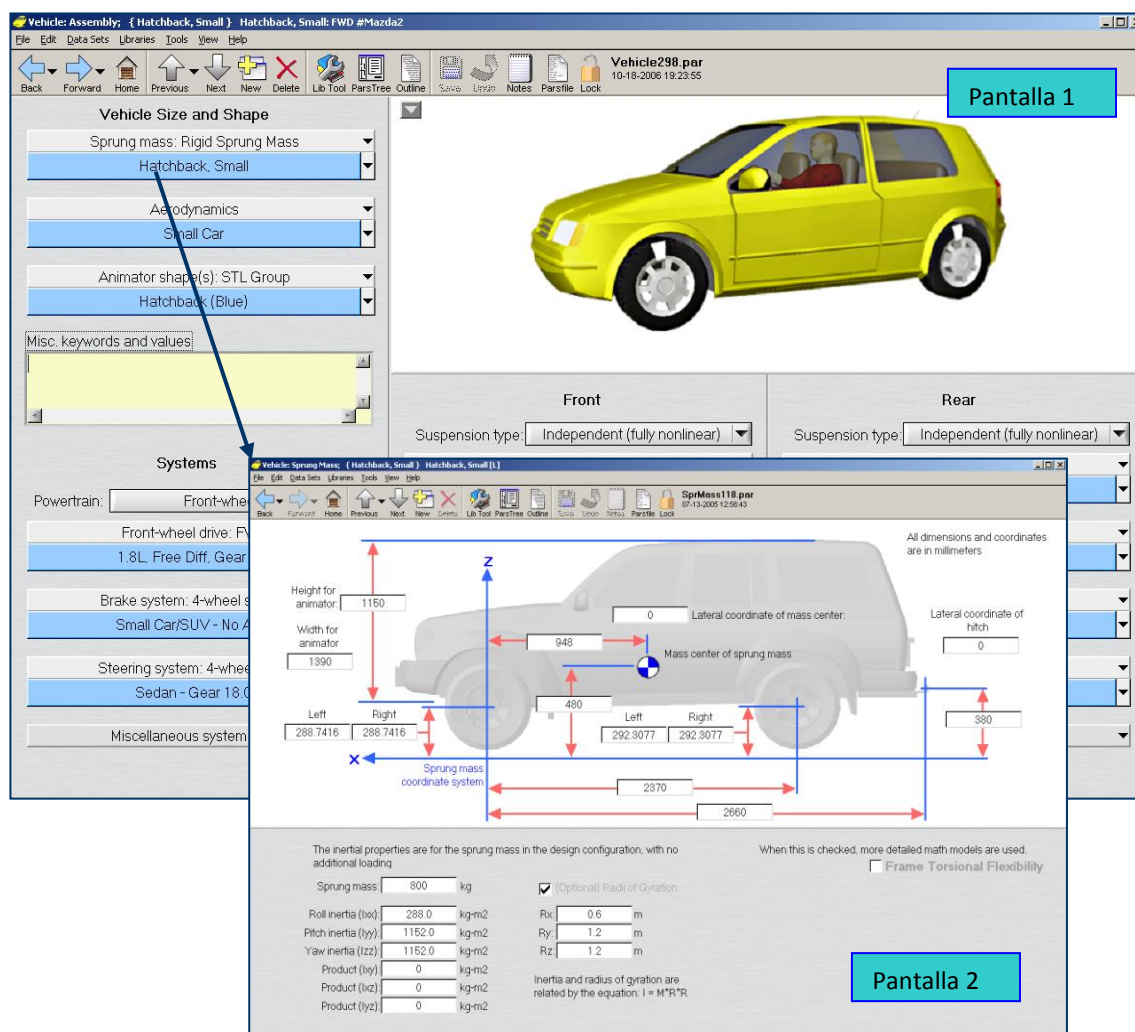 Vehicle: Assembly; { Hatchback, Small } Hatchback, Small: FWD #Mazda2
File Edit Data Sets Libraries Tools View Help
Back Forward Home Previous Next New Delete Lib Tool ParsTree Outline Save Undo Notes Parsfile Lock
Vehicle298.par
10-18-2006 19:23:55
Pantalla 1
Vehicle Size and Shape
Sprung mass: Rigid Sprung Mass
Hatchback, Small
Aerodynamics
Small Car
Animator shape(s): STL Group
Hatchback (Blue)
Misc. keywords and values
Front
Rear
Suspension type: Independent (fully nonlinear)
Suspension type: Independent (fully nonlinear)
Systems
Powertrain: Front-whe
Front-wheel drive: F
1.8L, Free Diff, Gear
Brake system: 4-wheel s
Small Car/SUV - No A
Steering system: 4-whee
Sedan - Gear 18.0
Miscellaneous system
Vehicle: Sprung Mass; { Hatchback, Small } Hatchback, Small [L]
File Edit Data Sets Libraries Tools View Help
Back Forward Home Previous Next New Delete Lib Tool ParsTree Outline Save Undo Notes Parsfile Lock
SprMass118.par
07-13-2005 12:58:43
All dimensions and coordinates
are in millimeters
Z
Height for
animator: 1150
Width for
animator
1390
0 Lateral coordinate of mass center:
Lateral coordinate of
hitch
0
948
Mass center of sprung mass
480
380
Left Right
288.7416 288.7416
Left Right
292.3077 292.3077
X
Sprung mass
coordinate system
2370
2660
The inertial properties are for the sprung mass in the design configuration, with no
additional loading
When this is checked, more detailed math models are used.
Frame Torsional Flexibility
Sprung mass: 800 kg
(Optional) Radii of Gyration
Roll inertia (Ixx): 288.0 kg-m2
Rx: 0.6 m
Pitch inertia (Iyy): 1152.0 kg-m2
Ry: 1.2 m
Yaw inertia (Izz): 1152.0 kg-m2
Rz: 1.2 m
Product (Ixy): 0 kg-m2
Product (Ixz): 0 kg-m2
Product (Iyz): 0 kg-m2
Inertia and radius of gyration are
related by the equation: I = M*R*R
Pantalla 2